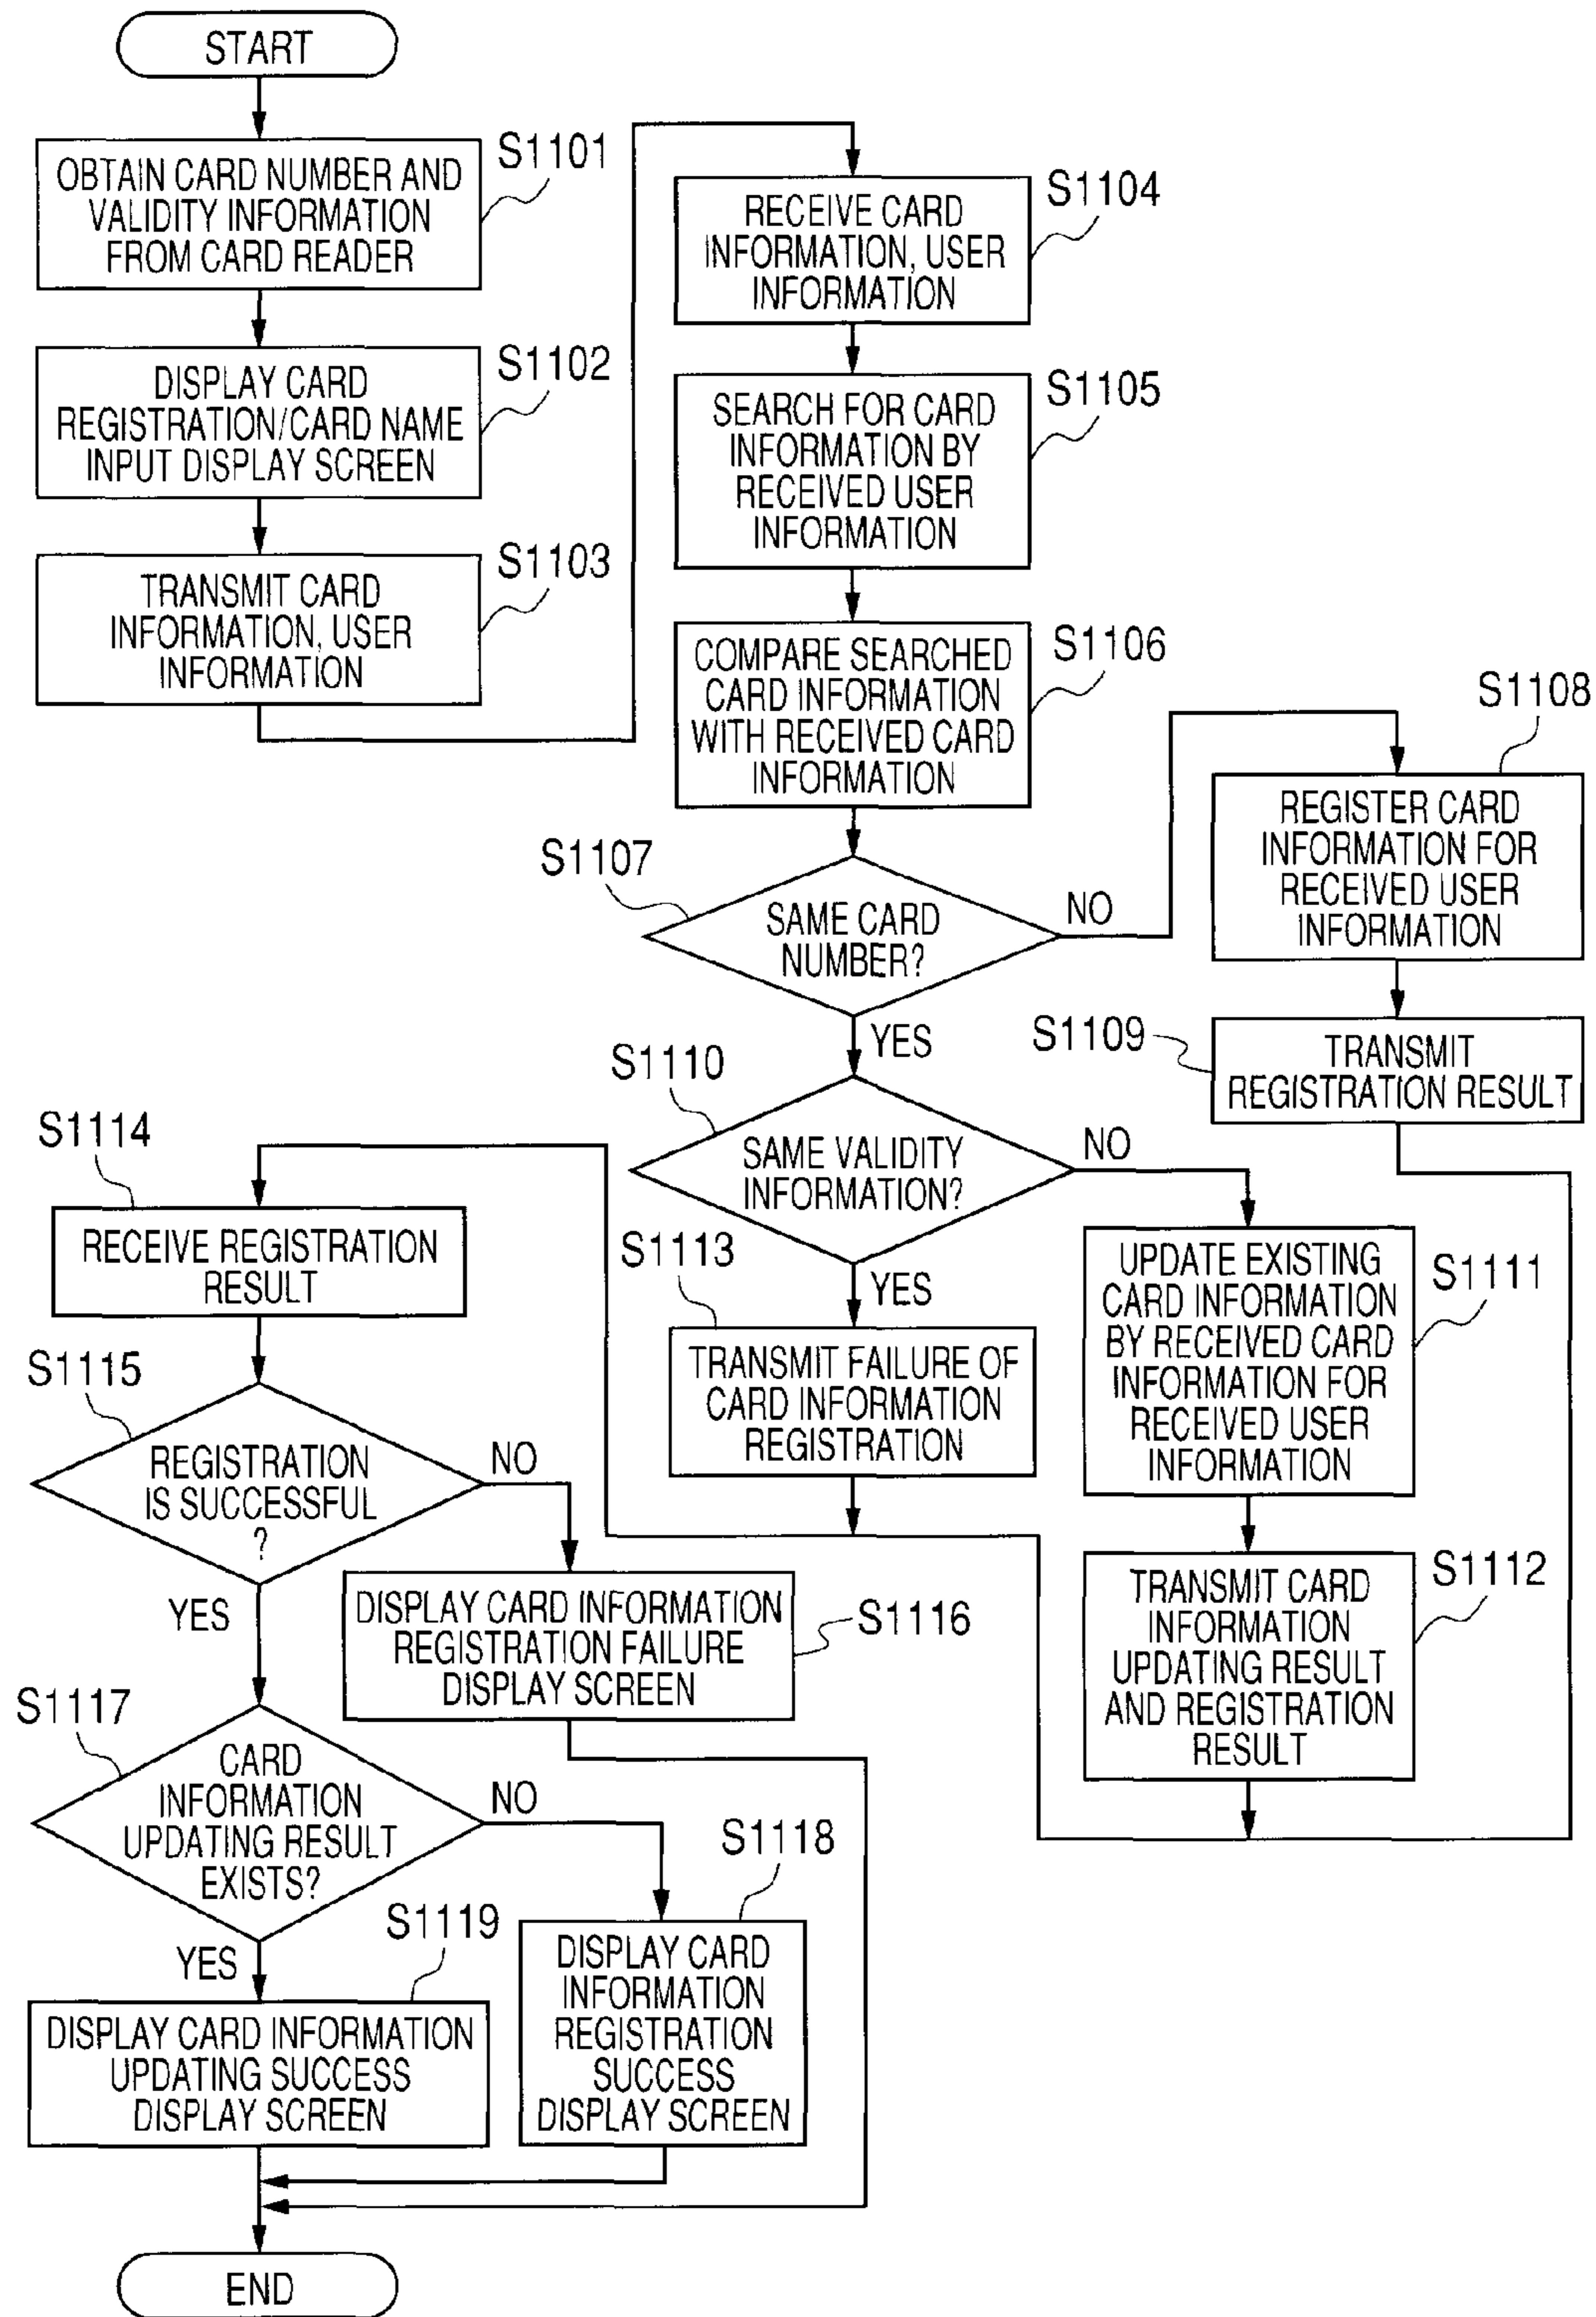 START
S1101
OBTAIN CARD NUMBER AND
VALIDITY INFORMATION
FROM CARD READER
S1102
DISPLAY CARD
REGISTRATION/CARD NAME
INPUT DISPLAY SCREEN
S1103
TRANSMIT CARD
INFORMATION, USER
INFORMATION
S1104
RECEIVE CARD
INFORMATION, USER
INFORMATION
S1105
SEARCH FOR CARD
INFORMATION BY
RECEIVED USER
INFORMATION
S1106
COMPARE SEARCHED
CARD INFORMATION
WITH RECEIVED CARD
INFORMATION
S1107
SAME CARD
NUMBER?
NO
YES
S1108
REGISTER CARD
INFORMATION FOR
RECEIVED USER
INFORMATION
S1109
TRANSMIT
REGISTRATION RESULT
S1110
SAME VALIDITY
INFORMATION?
NO
YES
S1111
UPDATE EXISTING
CARD INFORMATION
BY RECEIVED CARD
INFORMATION FOR
RECEIVED USER
INFORMATION
S1112
TRANSMIT CARD
INFORMATION
UPDATING RESULT
AND REGISTRATION
RESULT
S1113
TRANSMIT FAILURE OF
CARD INFORMATION
REGISTRATION
S1114
RECEIVE REGISTRATION
RESULT
S1115
REGISTRATION
IS SUCCESSFUL
?
NO
YES
S1116
DISPLAY CARD INFORMATION
REGISTRATION FAILURE
DISPLAY SCREEN
S1117
CARD
INFORMATION
UPDATING RESULT
EXISTS?
NO
YES
S1118
DISPLAY CARD
INFORMATION
REGISTRATION
SUCCESS
DISPLAY SCREEN
S1119
DISPLAY CARD INFORMATION
UPDATING SUCCESS
DISPLAY SCREEN
END